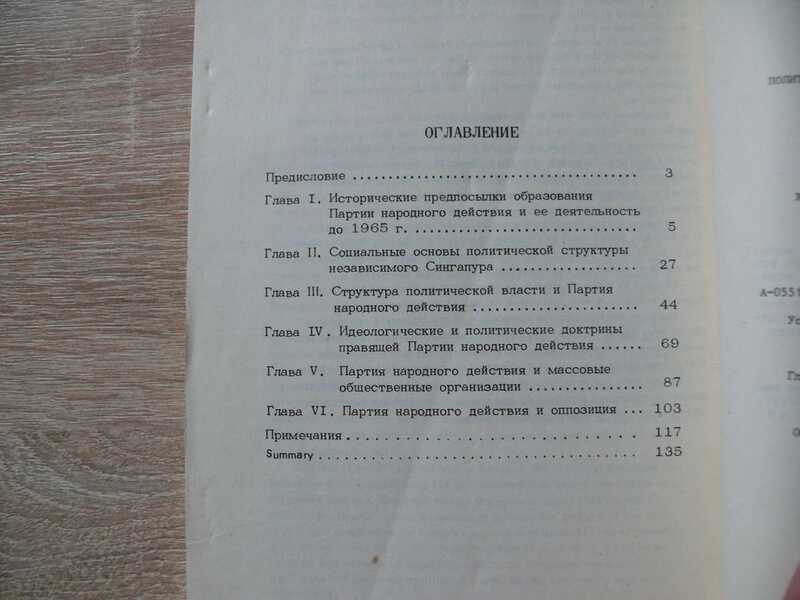 ОГЛАВЛЕНИЕ
Предисловие ........................................ 3
Глава I. Исторические предпосылки образования
Партии народного действия и ее деятельность
до 1965 г. ................................ 5
Глава II. Социальные основы политической структуры
независимого Сингапура ................... 27
Глава III. Структура политической власти и Партия
народного действия ....................... 44
Глава IV. Идеологические и политические доктрины
правящей Партии народного действия ...... 69
Глава V. Партия народного действия и массовые
общественные организации ................ 87
Глава VI. Партия народного действия и оппозиция ... 103
Примечания .............................. 117
Summary .................................... 135